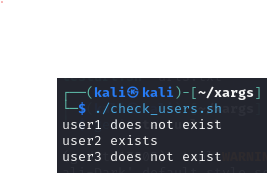 ┌──(kali㉿kali)-[~/xargs]
└─$ ./check_users.sh
user1 does not exist
user2 exists
user3 does not exist